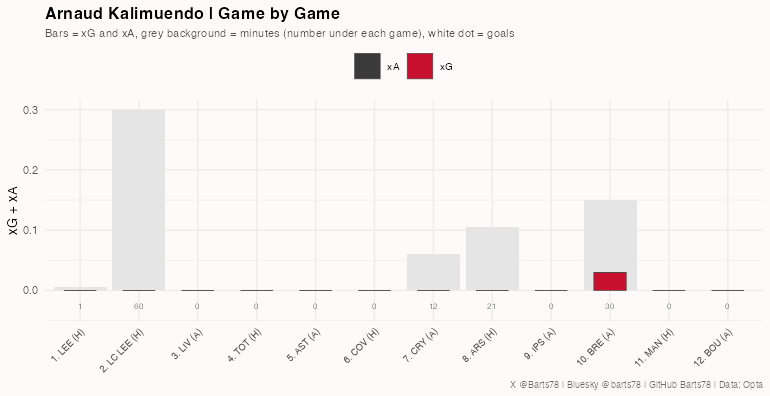 Arnaud Kalimuendo | Game by Game
Bars = xG and xA, grey background = minutes (number under each game), white dot = goals
xA xG
xG + xA
0.3
0.2
0.1
0.0
1 60 0 0 0 0 12 21 0 30 0 0
1. LEE (H)
2. LC LEE (H)
3. LIV (A)
4. TOT (H)
5. AST (A)
6. COV (H)
7. CRY (A)
8. ARS (H)
9. IPS (A)
10. BRE (A)
11. MAN (H)
12. BOU (A)
X @Barts78 | Bluesky @barts78 | GitHub Barts78 | Data: Opta